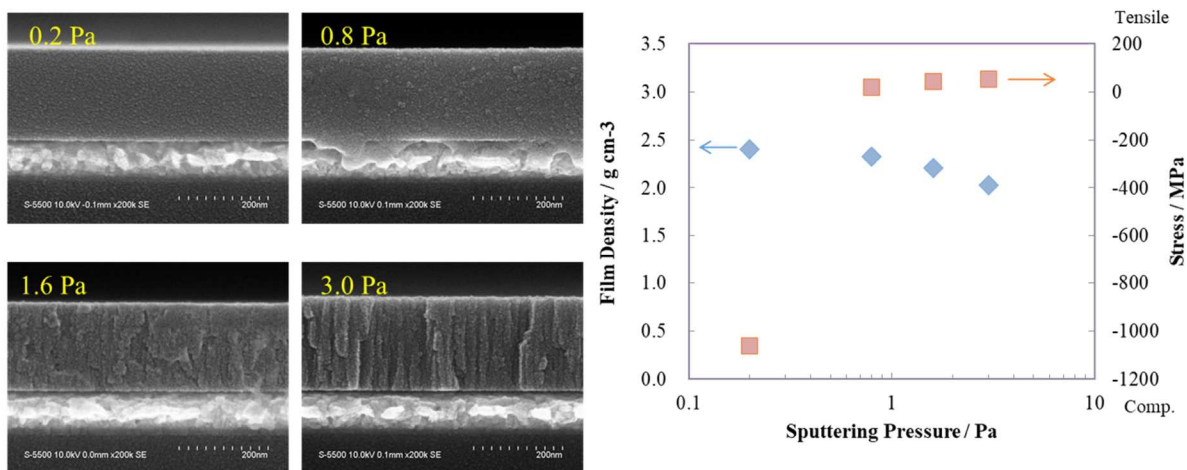 0.2 Pa
0.8 Pa
S-5500 10.0kV -0.1mm x200k SE
200nm
S-5500 10.0kV 0.1mm x200k SE
200nm
1.6 Pa
3.0 Pa
S-5500 10.0kV 0.0mm x200k SE
200nm
S-5500 10.0kV 0.1mm x200k SE
200nm
Tensile
3.5
3.0
2.5
2.0
1.5
1.0
0.5
0.0
Film Density / g cm-3
200
0
-200
-400
-600
-800
-1000
-1200
Comp.
Stress / MPa
0.1
1
10
Sputtering Pressure / Pa